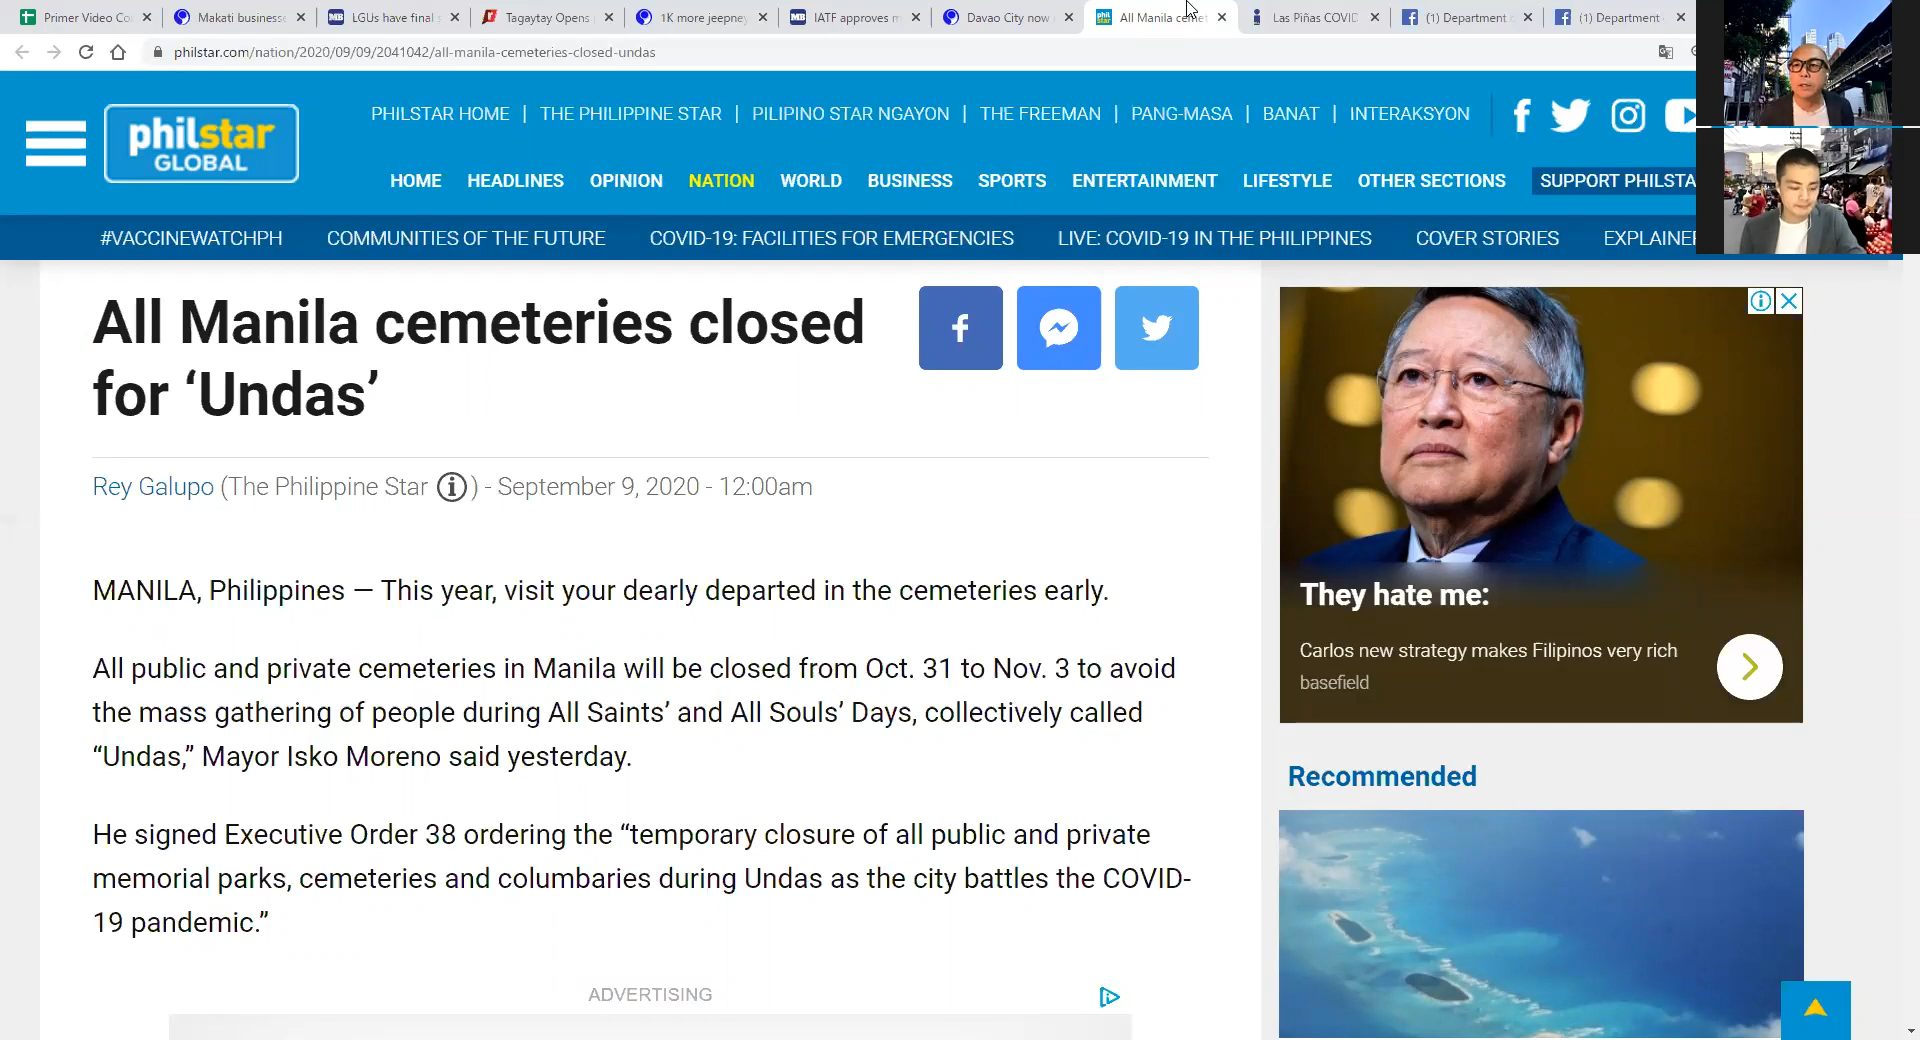 Primer Video Co
Makati businesse
LGUs have final s
Tagaytay Opens
1K more jeepney
IATF approves m
Davao City now
All Manila cemet
Las Piñas COVID
(1) Department
(1) Department
philstar.com/nation/2020/09/09/2041042/all-manila-cemeteries-closed-undas
philstar
GLOBAL
PHILSTAR HOME | THE PHILIPPINE STAR | PILIPINO STAR NGAYON | THE FREEMAN | PANG-MASA | BANAT | INTERAKSYON
HOME HEADLINES OPINION NATION WORLD BUSINESS SPORTS ENTERTAINMENT LIFESTYLE OTHER SECTIONS SUPPORT PHILSTA
#VACCINEWATCHPH COMMUNITIES OF THE FUTURE COVID-19: FACILITIES FOR EMERGENCIES LIVE: COVID-19 IN THE PHILIPPINES COVER STORIES EXPLAINE
All Manila cemeteries closed
for ‘Undas’
Rey Galupo (The Philippine Star ) - September 9, 2020 - 12:00am
MANILA, Philippines — This year, visit your dearly departed in the cemeteries early.
All public and private cemeteries in Manila will be closed from Oct. 31 to Nov. 3 to avoid
the mass gathering of people during All Saints’ and All Souls’ Days, collectively called
“Undas,” Mayor Isko Moreno said yesterday.
He signed Executive Order 38 ordering the “temporary closure of all public and private
memorial parks, cemeteries and columbaries during Undas as the city battles the COVID-
19 pandemic.”
ADVERTISING
They hate me:
Carlos new strategy makes Filipinos very rich
basefield
Recommended